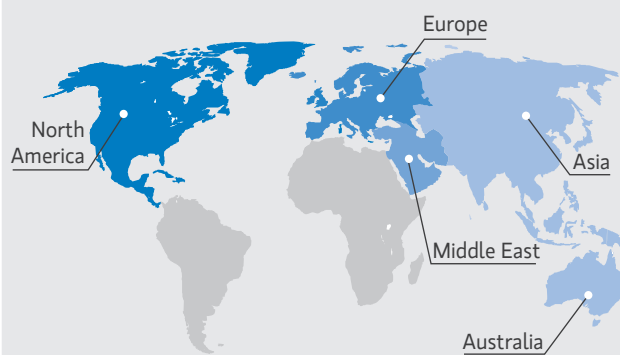 Europe
North
America
Asia
Middle East
Australia